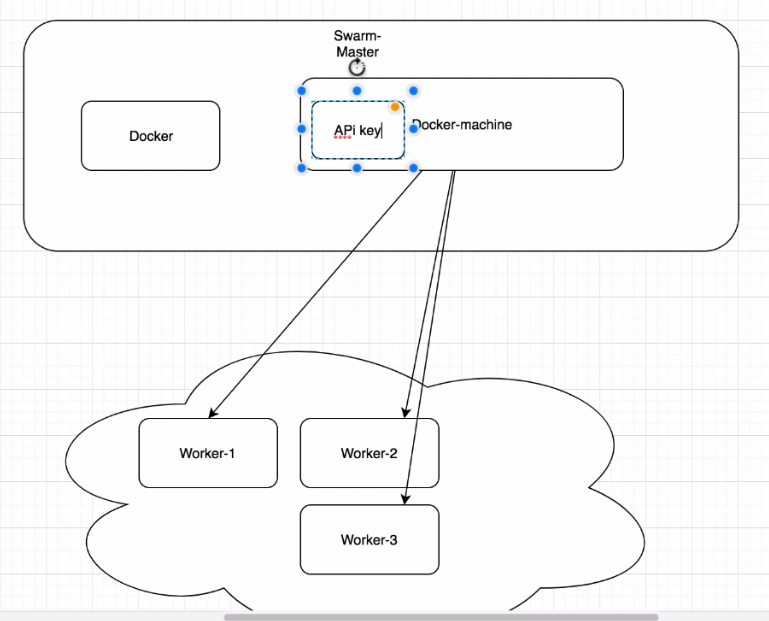 Swarm-
Master
Docker
APi key
Docker-machine
Worker-1
Worker-2
Worker-3